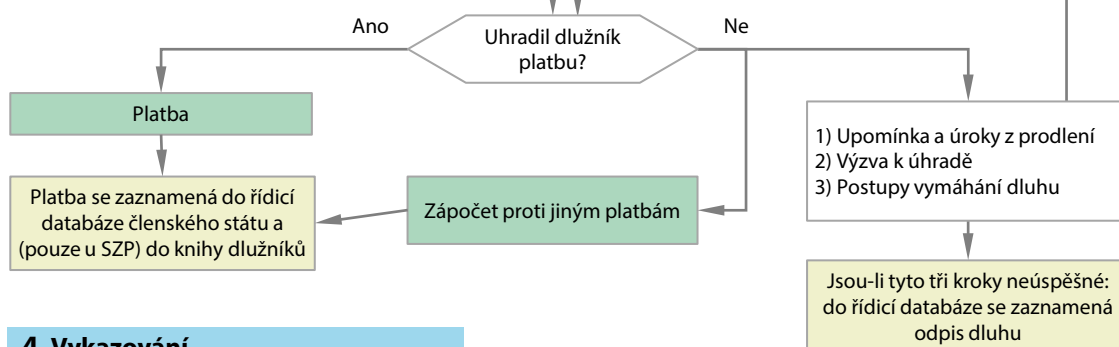 Ano
Uhradil dlužník
platbu?
Ne
Platba
1) Upomínka a úroky z prodlení
2) Výzva k úhradě
3) Postupy vymáhání dluhu
Platba se zaznamená do řídicí
databáze členského státu a
(pouze u SZP) do knihy dlužníků
Zápočet proti jiným platbám
Jsou-li tyto tři kroky neúspěšné:
do řídicí databáze se zaznamená
odpis dluhu
4 Vykazování